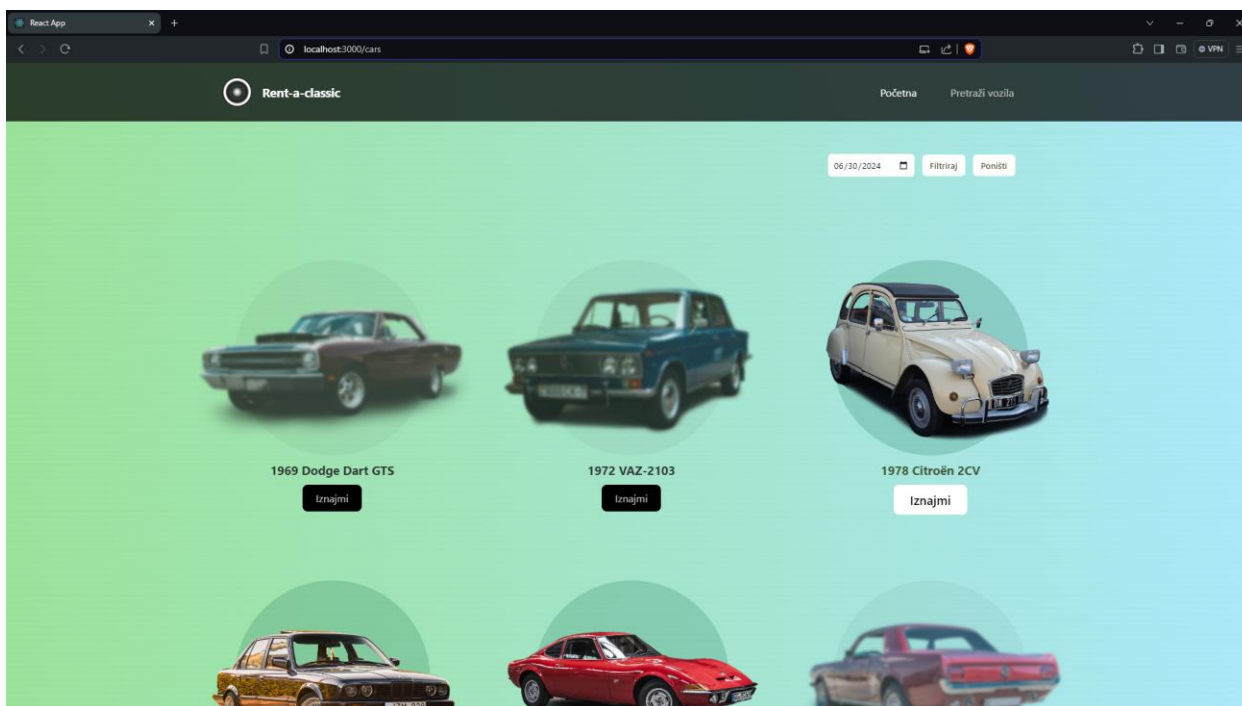 React App
localhost:3000/cars
VPN
Rent-a-classic
Početna
Pretraži vozila
06/30/2024
Filtriraj
Poništi
1969 Dodge Dart GTS
1972 VAZ-2103
1978 Citroën 2CV
Iznajmi
Iznajmi
Iznajmi